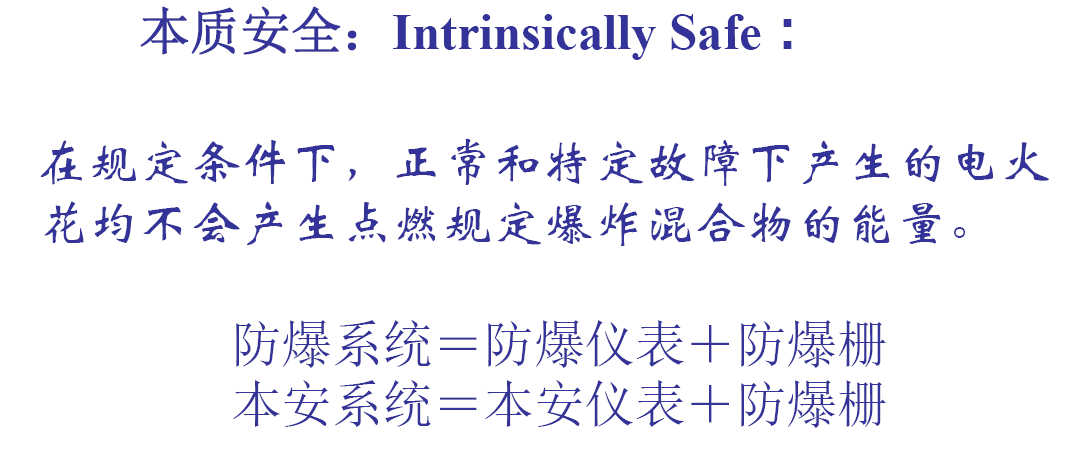 本质安全：Intrinsically Safe：
在规定条件下，正常和特定故障下产生的电火
花均不会产生点燃规定爆炸混合物的能量。
防爆系统＝防爆仪表＋防爆栅
本安系统＝本安仪表＋防爆栅